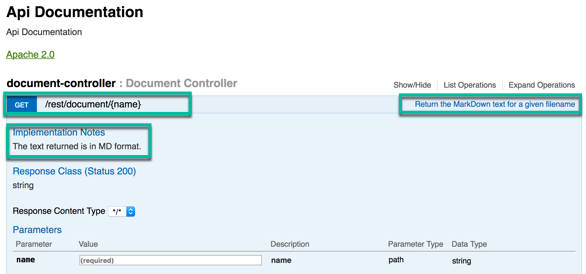 Api Documentation
Api Documentation
Apache 2.0
document-controller : Document Controller
Show/Hide List Operations Expand Operations
GET /rest/document/{name} Return the MarkDown text for a given filename
Implementation Notes
The text returned is in MD format.
Response Class (Status 200)
string
Response Content Type */*
Parameters
Parameter Value Description Parameter Type Data Type
name (required) name path string